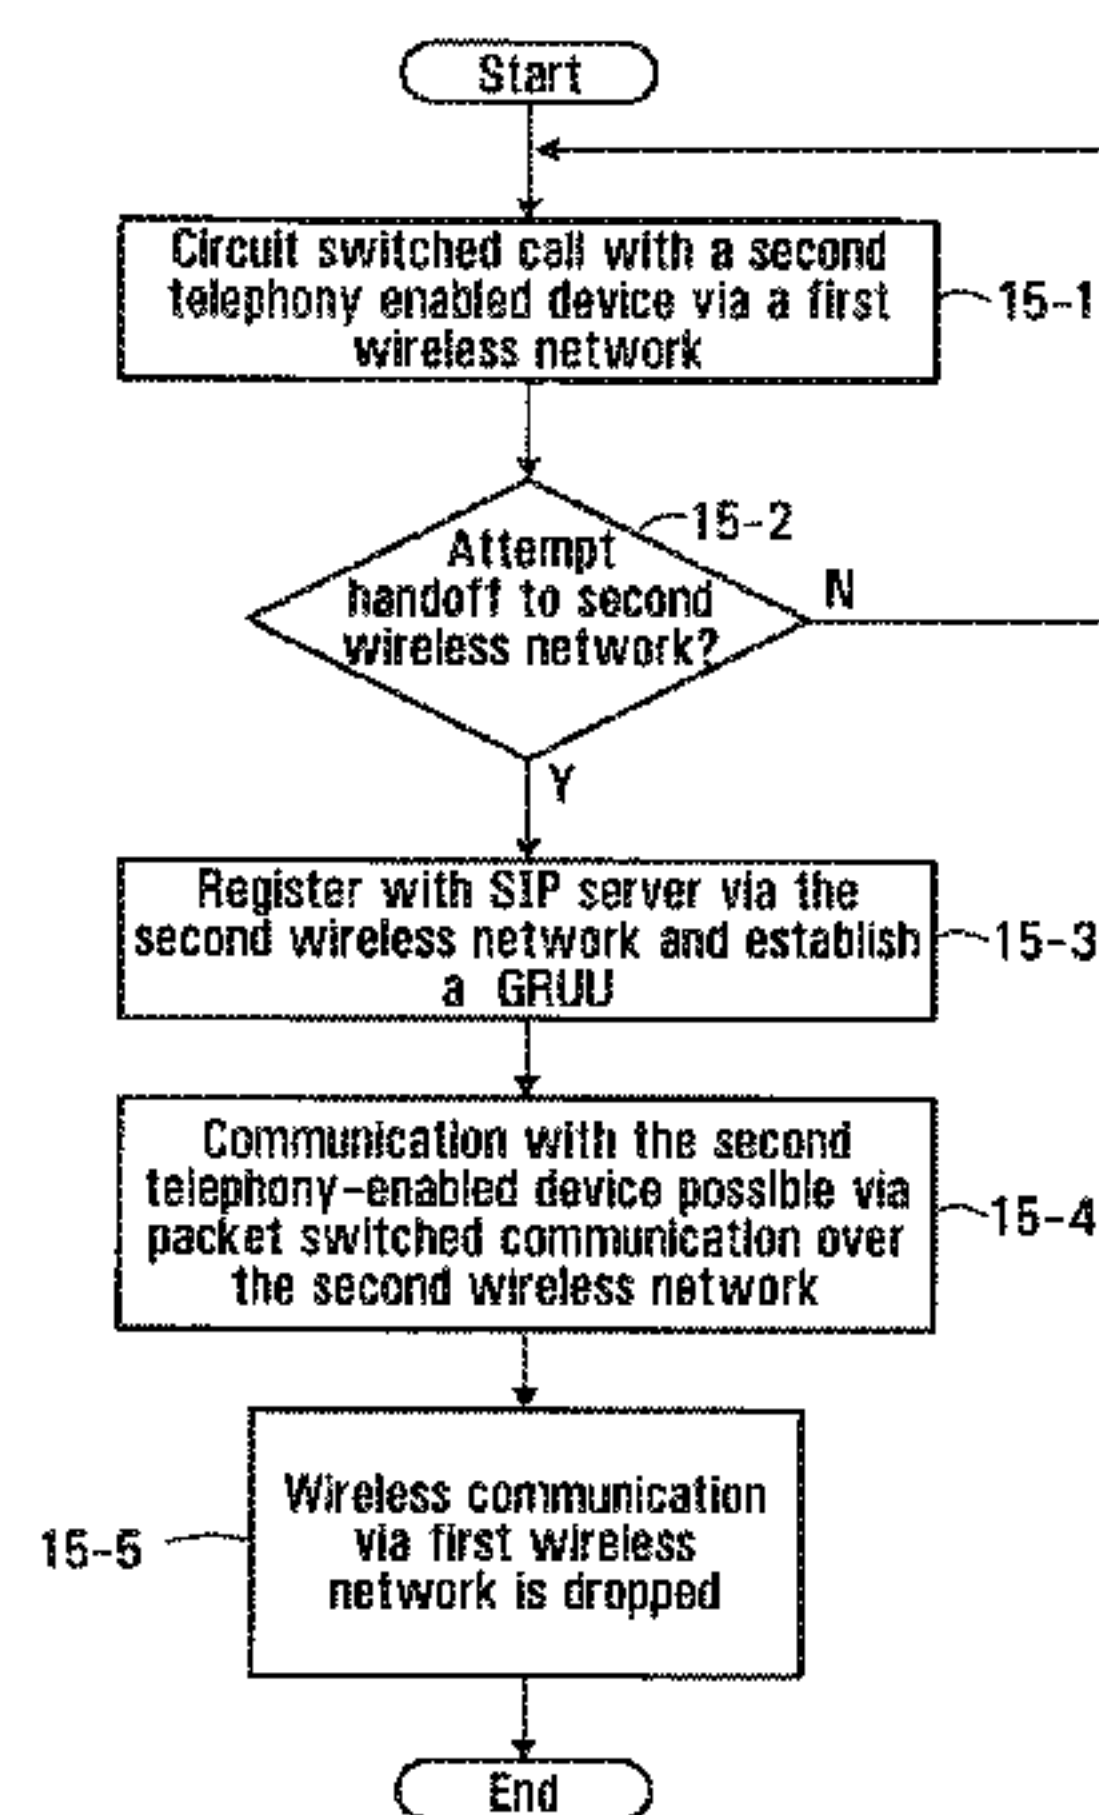 Start
Circuit switched call with a second
telephony enabled device via a first
wireless network
15-1
15-2
Attempt
handoff to second
wireless network?
N
Y
Register with SIP server via the
second wireless network and establish
a GRUU
15-3
Communication with the second
telephony-enabled device possible via
packet switched communication over
the second wireless network
15-4
Wireless communication
via first wireless
network is dropped
15-5
End